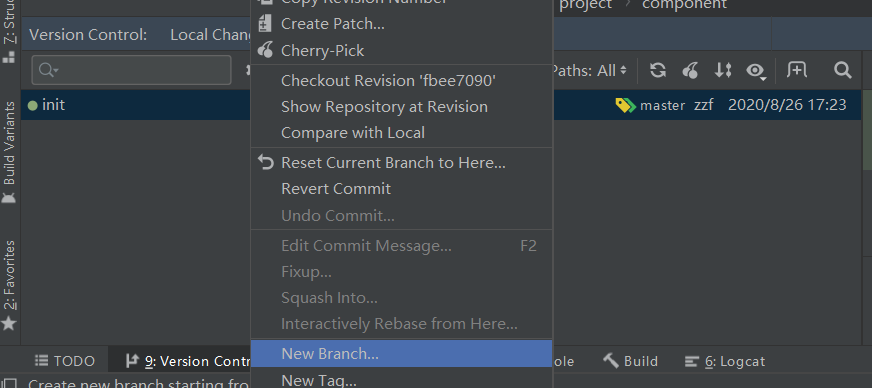 Copy Revision Number
project › component
7: Struc
Create Patch...
Version Control: Local Chan
Cherry-Pick
Paths: All
Checkout Revision 'fbee7090'
init
Show Repository at Revision
master zzf 2020/8/26 17:23
Compare with Local
Build Variants
Reset Current Branch to Here...
Revert Commit
Undo Commit...
Edit Commit Message... F2
2: Favorites
Fixup...
Squash Into...
Interactively Rebase from Here...
New Branch...
TODO
9: Version Contr
ole
Build
6: Logcat
New Tag...
Create new branch starting fro